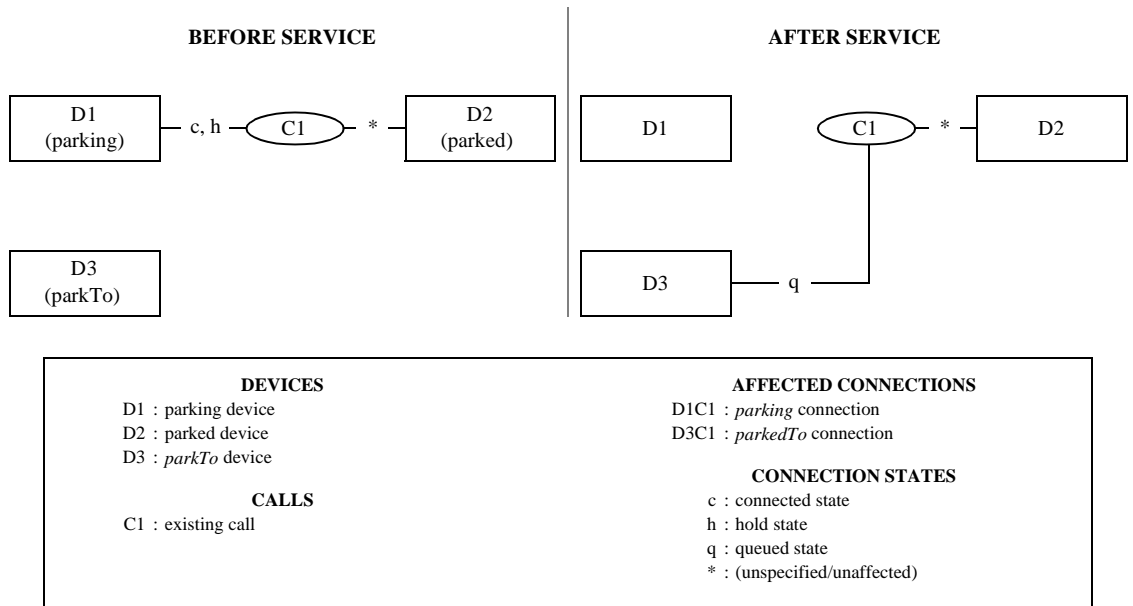 BEFORE SERVICE
AFTER SERVICE
D1
(parking)
c, h
C1
*
D2
(parked)
D1
C1
*
D2
D3
(parkTo)
D3
q
DEVICES
D1 : parking device
D2 : parked device
D3 : parkTo device
CALLS
C1 : existing call
AFFECTED CONNECTIONS
D1C1 : parking connection
D3C1 : parkedTo connection
CONNECTION STATES
c : connected state
h : hold state
q : queued state
* : (unspecified/unaffected)